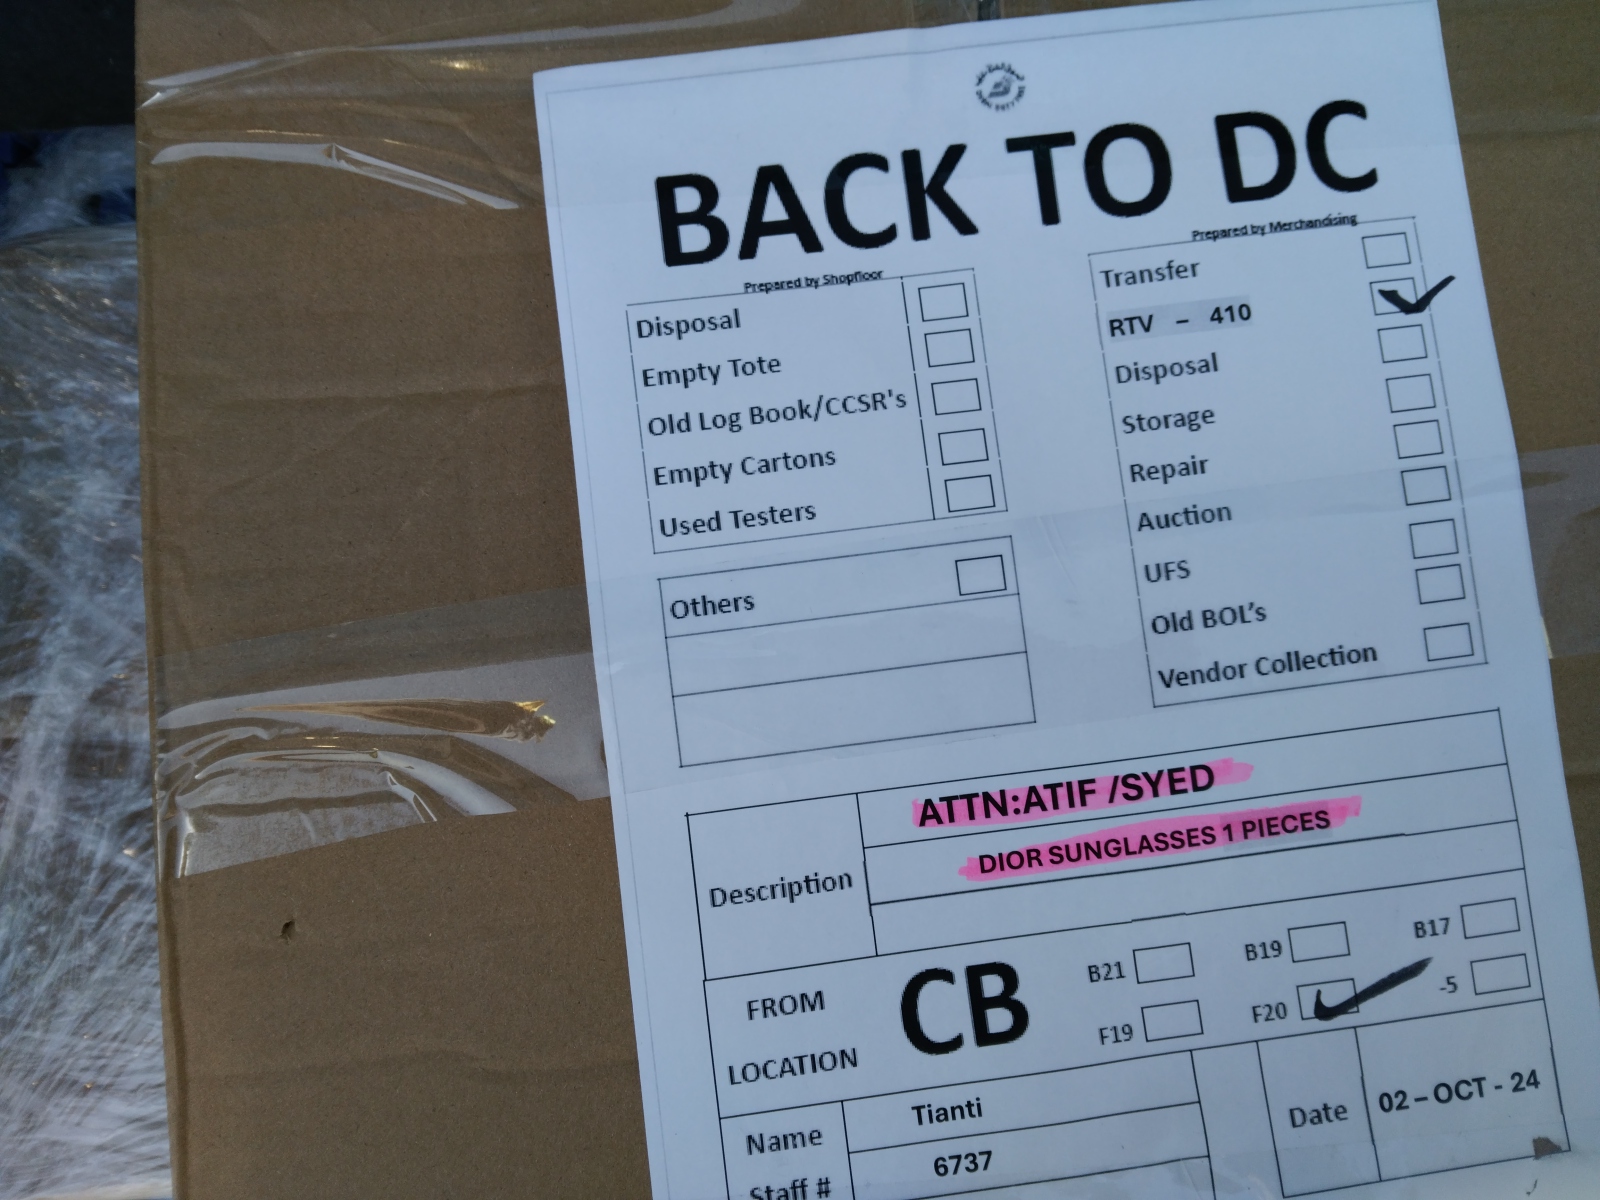 BACK TO DC
Prepared by Shopfloor
Disposal
Empty Tote
Old Log Book/CCSR's
Empty Cartons
Used Testers
Others
Prepared by Merchandising
Transfer
RTV – 410
Disposal
Storage
Repair
Auction
UFS
Old BOL's
Vendor Collection
Description
ATTN:ATIF /SYED
DIOR SUNGLASSES 1 PIECES
FROM
LOCATION
CB
B21
B19
B17
F19
F20
-5
Name
Tianti
Staff #
6737
Date
02 – OCT - 24